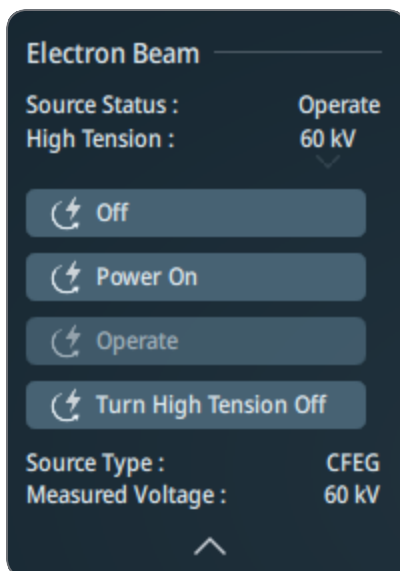 Electron Beam
Source Status : Operate
High Tension : 60 kV
Off
Power On
Operate
Turn High Tension Off
Source Type : CFEG
Measured Voltage : 60 kV